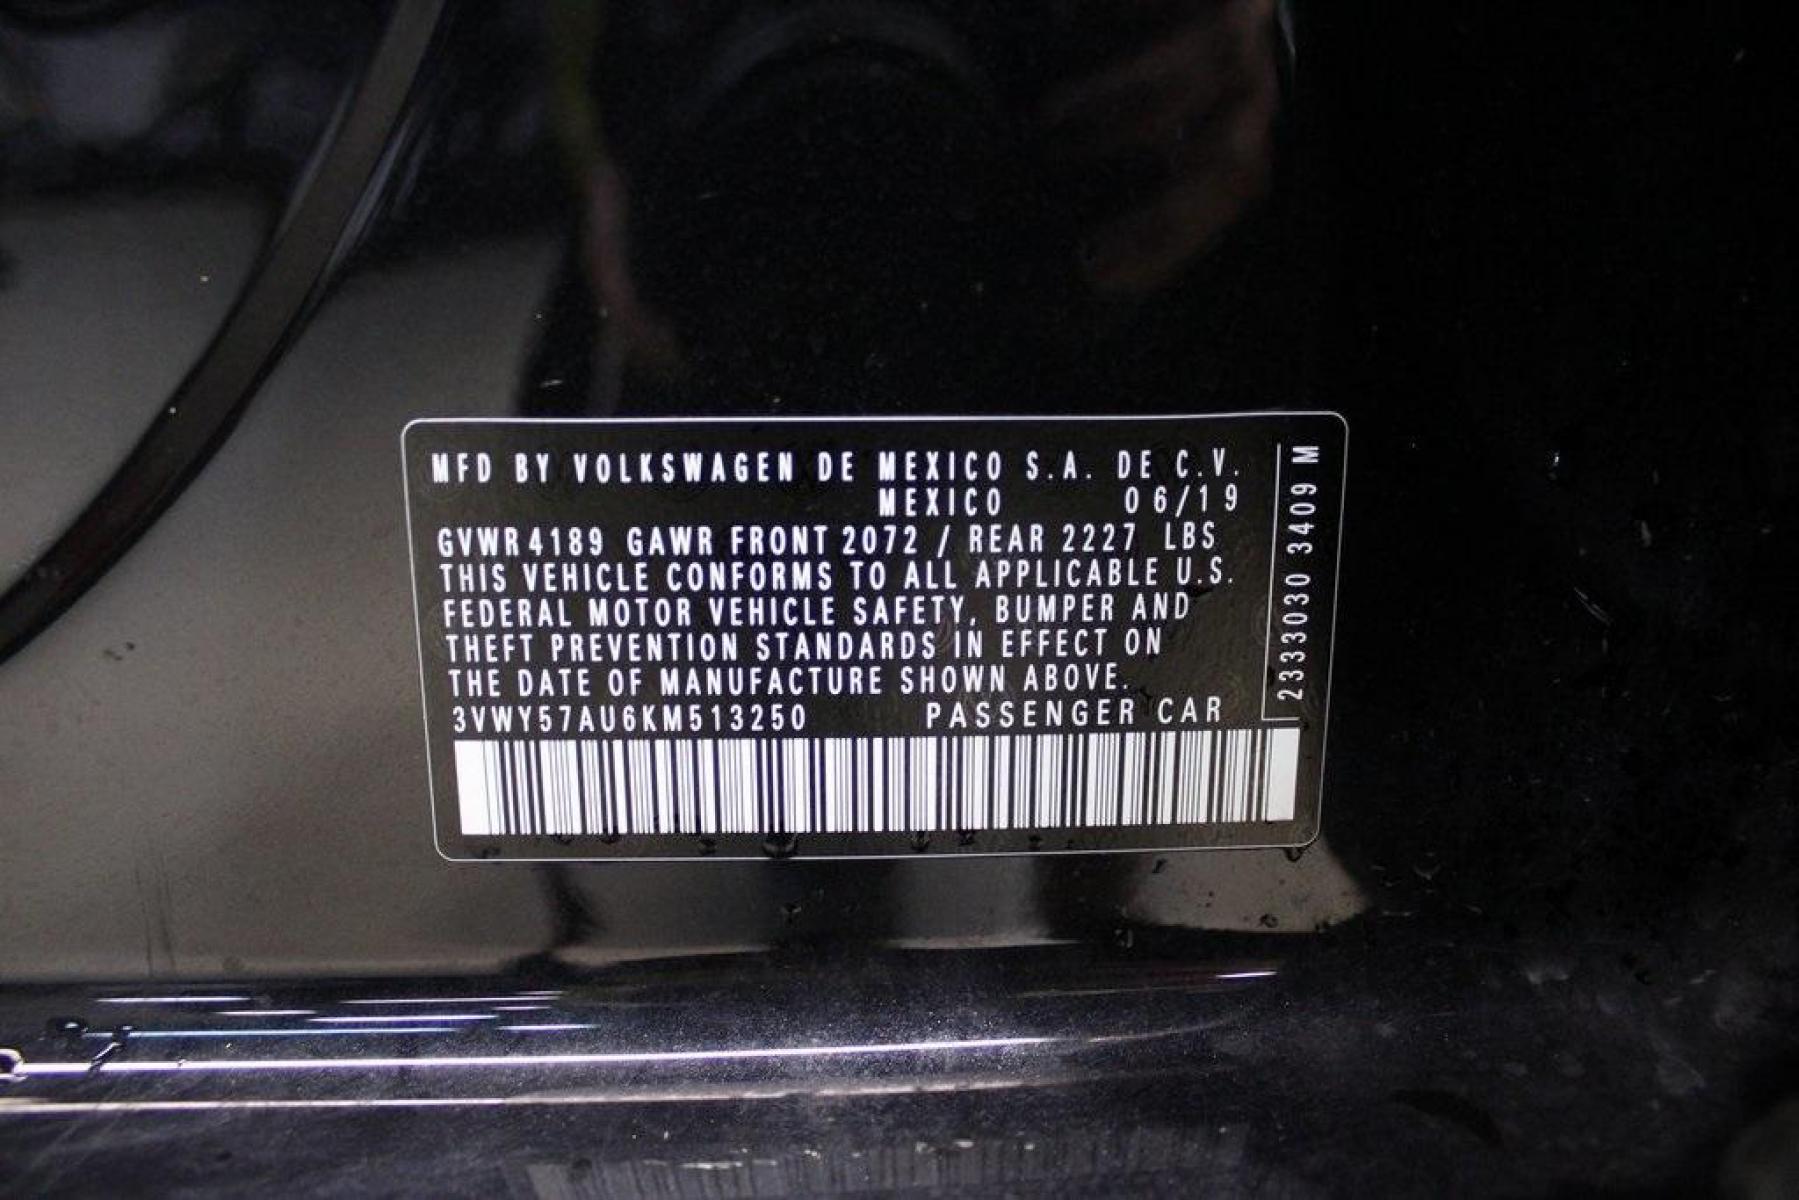 MFD BY VOLKSWAGEN DE MEXICO S.A. DE C.V.
MEXICO 06/19
GVWR 4189 GAWR FRONT 2072 / REAR 2227 LBS
THIS VEHICLE CONFORMS TO ALL APPLICABLE U.S.
FEDERAL MOTOR VEHICLE SAFETY, BUMPER AND
THEFT PREVENTION STANDARDS IN EFFECT ON
THE DATE OF MANUFACTURE SHOWN ABOVE.
3VWY57AU6KM513250 PASSENGER CAR
2333030 3409 M